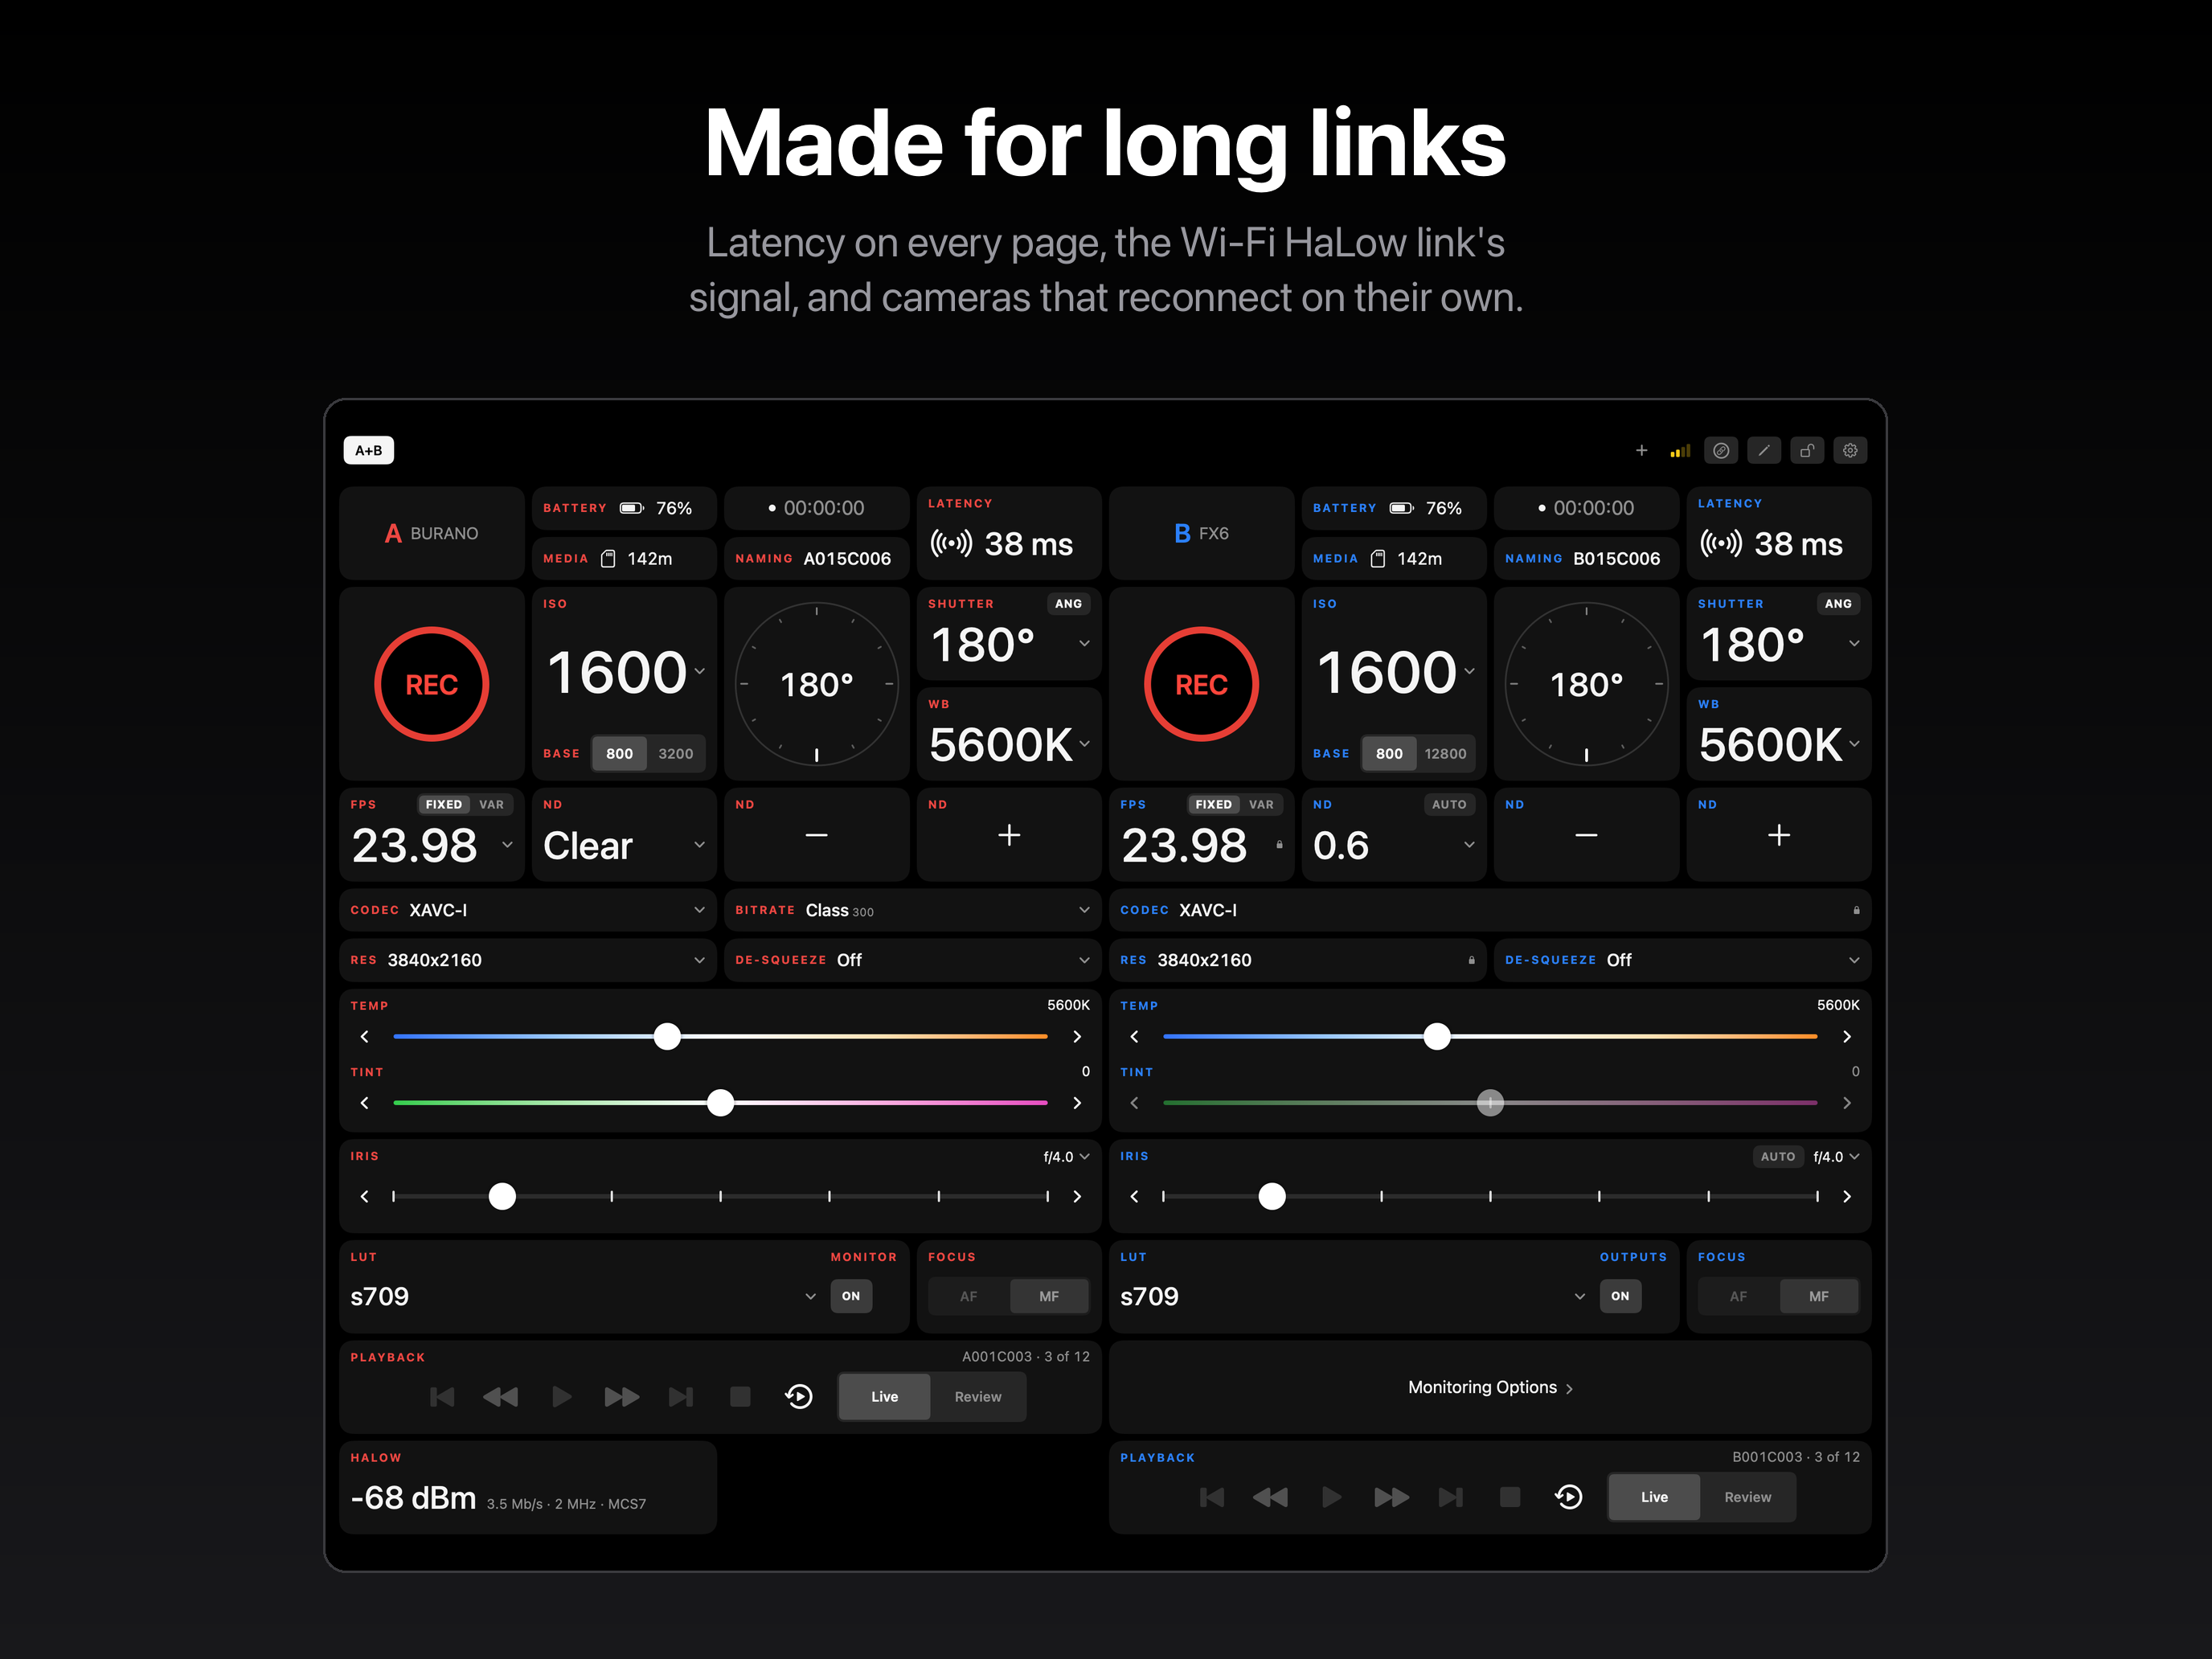 Made for long links
Latency on every page, the Wi-Fi HaLow link's
signal, and cameras that reconnect on their own.
A+B
A BURANO
BATTERY 76%
00:00:00
LATENCY
38 ms
MEDIA 142m
NAMING A015C006
B FX6
BATTERY 76%
00:00:00
LATENCY
38 ms
MEDIA 142m
NAMING B015C006
REC
ISO
1600
BASE 800 3200
180°
SHUTTER ANG
180°
WB
5600K
REC
ISO
1600
BASE 800 12800
180°
SHUTTER ANG
180°
WB
5600K
FPS FIXED VAR
23.98
ND
Clear
ND
−
ND
+
FPS FIXED VAR
23.98
ND AUTO
0.6
ND
−
ND
+
CODEC XAVC-I
BITRATE Class 300
CODEC XAVC-I
RES 3840x2160
DE-SQUEEZE Off
RES 3840x2160
DE-SQUEEZE Off
TEMP 5600K
TINT 0
TEMP 5600K
TINT 0
IRIS f/4.0
IRIS AUTO f/4.0
LUT MONITOR
s709 ON
FOCUS
AF MF
LUT OUTPUTS
s709 ON
FOCUS
AF MF
PLAYBACK A001C003 · 3 of 12
Live Review
Monitoring Options
HALOW
-68 dBm 3.5 Mb/s · 2 MHz · MCS7
PLAYBACK B001C003 · 3 of 12
Live Review